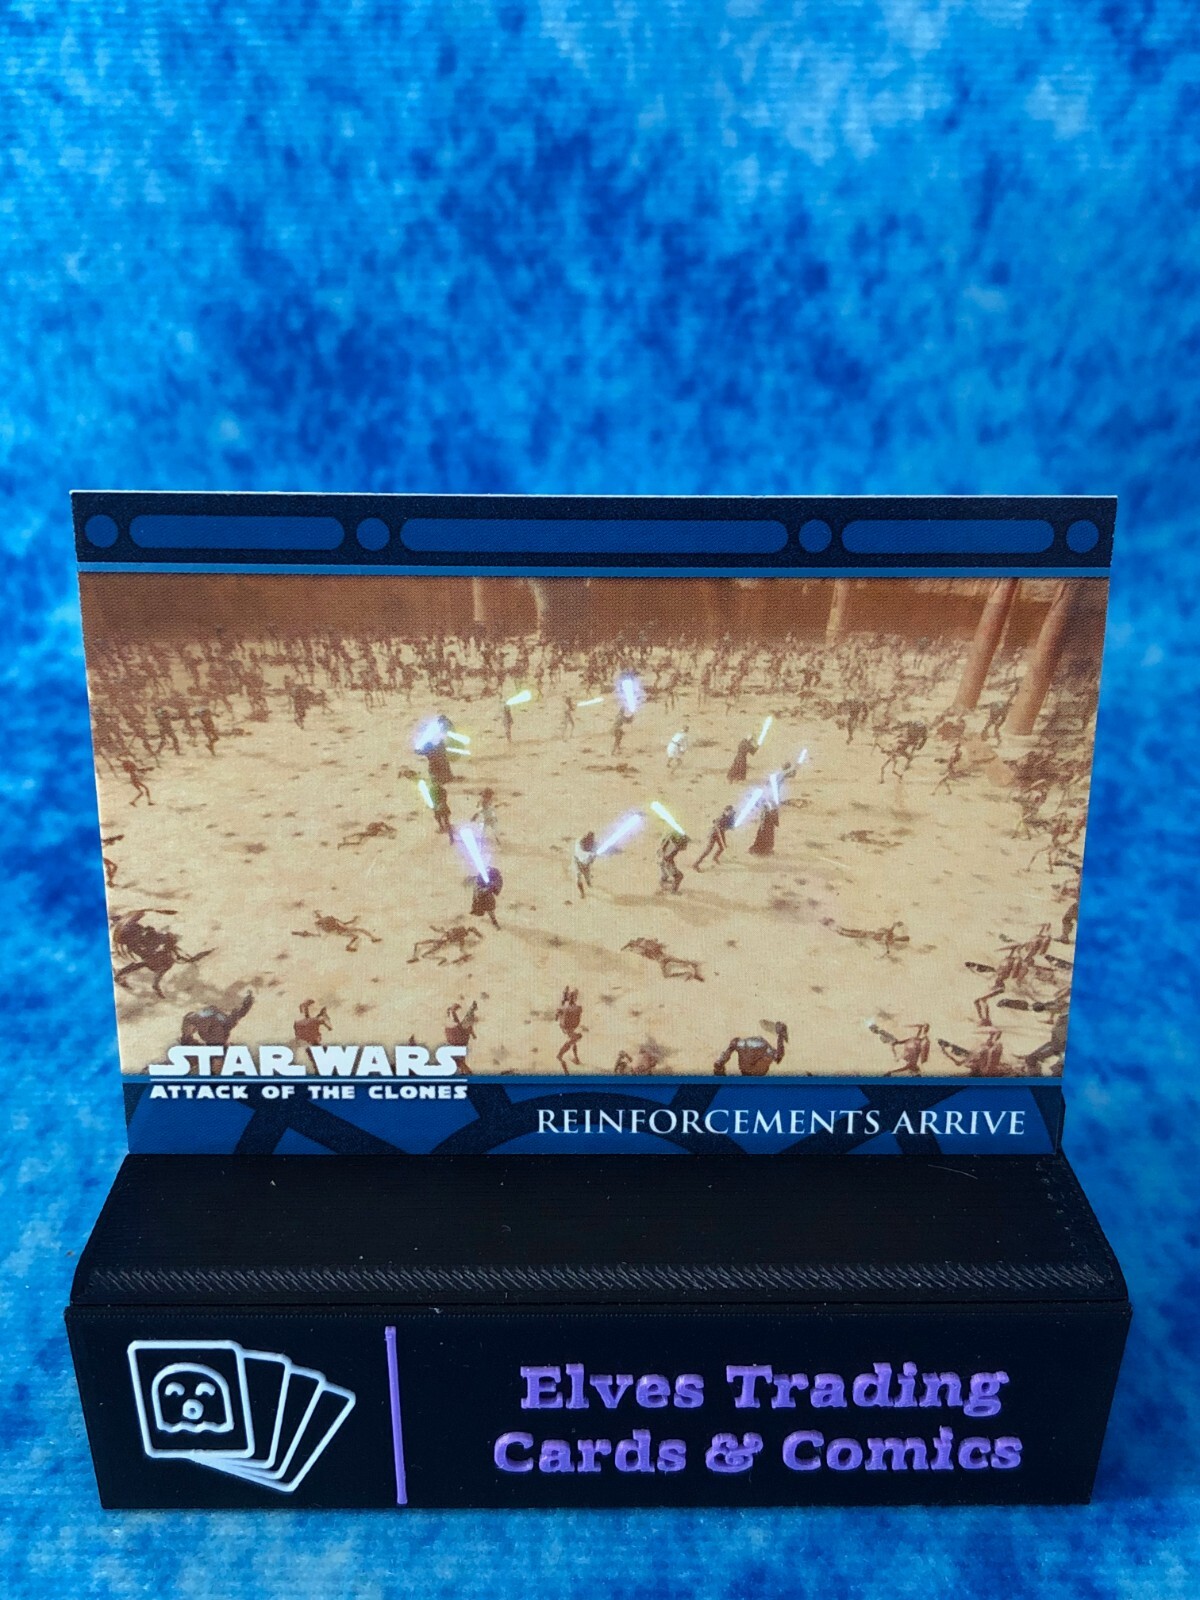 STAR WARS
ATTACK OF THE CLONES
REINFORCEMENTS ARRIVE
Elves Trading
Cards & Comics